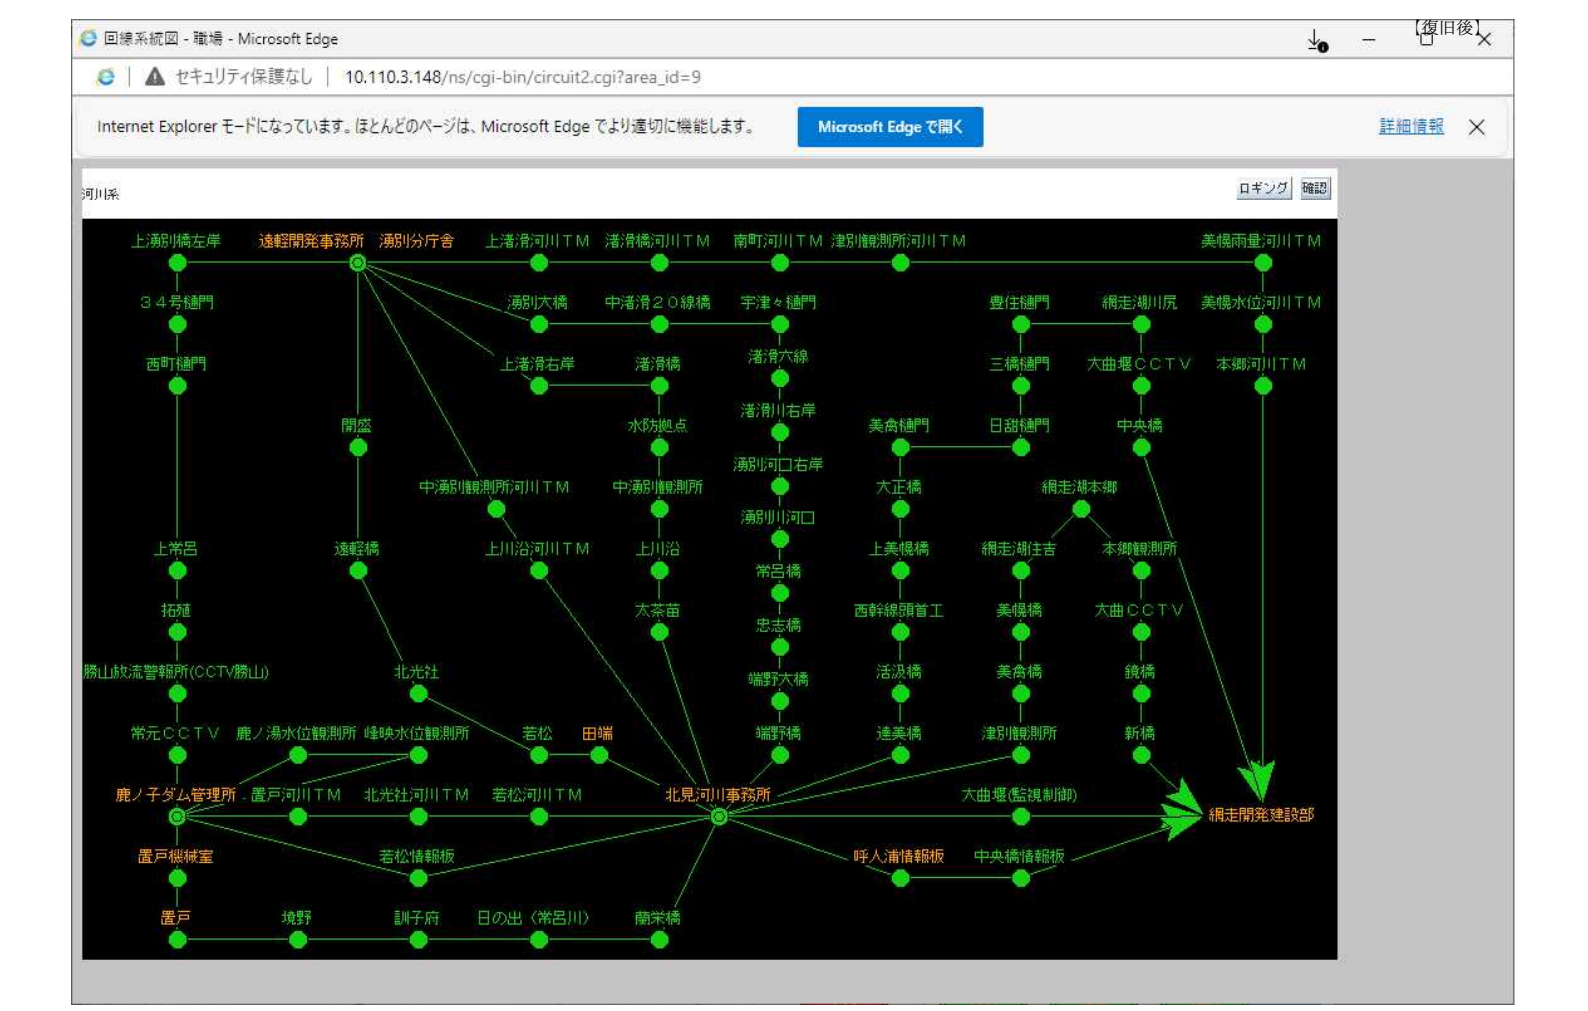 【復旧後】
回線系統図 - 職場 - Microsoft Edge
セキュリティ保護なし | 10.110.3.148/ns/cgi-bin/circuit2.cgi?area_id=9
Internet Explorer モードになっています。ほとんどのページは、Microsoft Edge でより適切に機能します。 Microsoft Edge で開く 詳細情報
河川系 ロギング 確認
上湧別橋左岸 遠軽開発事務所 湧別分庁舎 上渚滑河川TM 渚滑橋河川TM 南町河川TM 津別観測所河川TM 美幌雨量河川TM
34号樋門 湧別大橋 中渚滑20線橋 宇津々樋門 豊住樋門 網走湖川尻 美幌水位河川TM
西町樋門 上渚滑右岸 渚滑橋 渚滑六線 三橋樋門 大曲堰CCTV 本郷河川TM
開盛 水防拠点 渚滑川右岸 美禽樋門 日甜樋門 中央橋
中湧別観測所河川TM 中湧別観測所 湧別河口右岸 大正橋 網走湖本郷
湧別川河口
上常呂 遠軽橋 上川沿河川TM 上川沿 上美幌橋 網走湖住吉 本郷観測所
常呂橋
拓殖 大茶苗 西幹線頭首工 美幌橋 大曲CCTV
忠志橋
勝山放流警報所(CCTV勝山) 北光社 端野大橋 活汲橋 美禽橋 鏡橋
常元CCTV 鹿ノ湯水位観測所 峰映水位観測所 若松 田端 端野橋 達美橋 津別観測所 新橋
鹿ノ子ダム管理所 置戸河川TM 北光社河川TM 若松河川TM 北見河川事務所 大曲堰(監視制御)
網走開発建設部
置戸機械室 若松情報板 呼人浦情報板 中央橋情報板
置戸 境野 訓子府 日の出（常呂川） 蘭栄橋